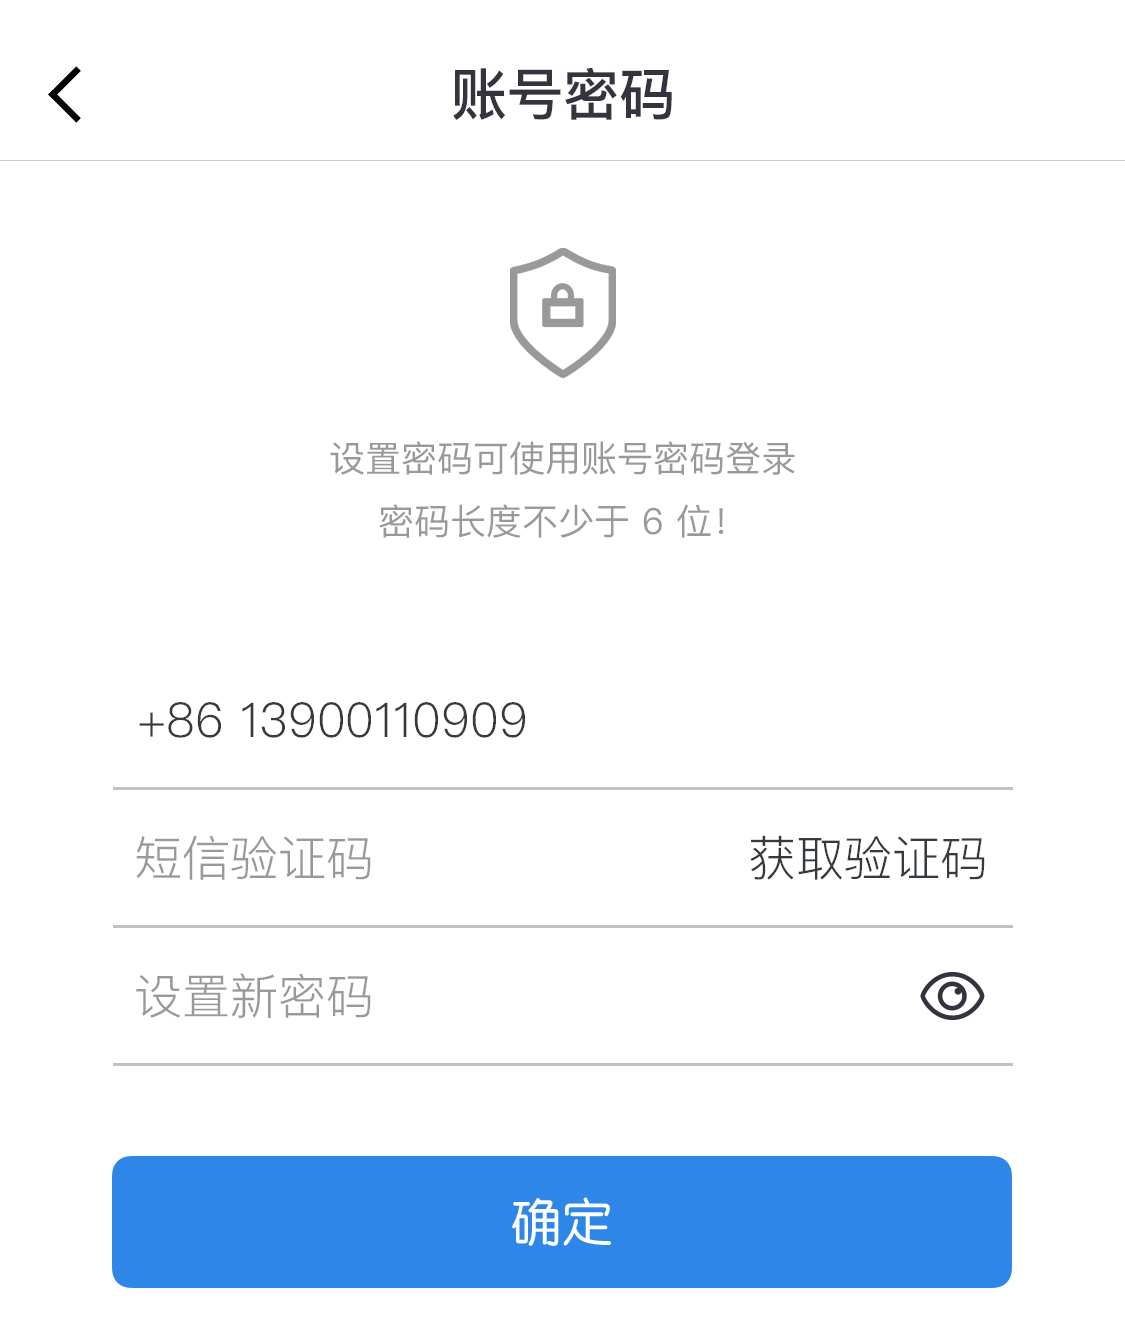 账号密码
设置密码可使用账号密码登录
密码长度不少于 6 位!
+86 13900110909
短信验证码 获取验证码
设置新密码
确定